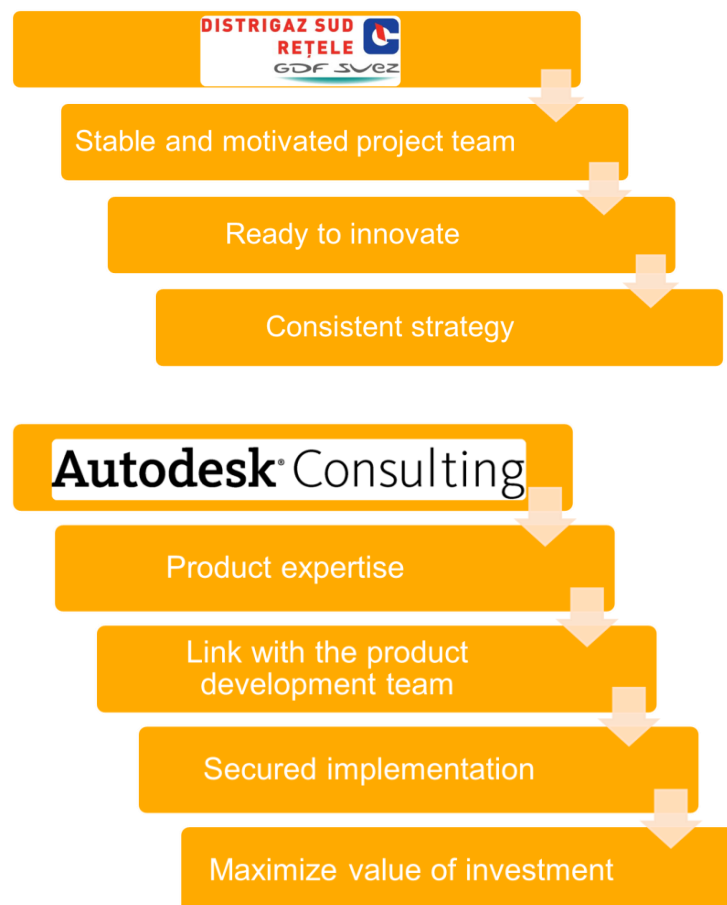 DISTRIGAZ SUD
REȚELE
GDF SUEZ
Stable and motivated project team
Ready to innovate
Consistent strategy
Autodesk® Consulting
Product expertise
Link with the product
development team
Secured implementation
Maximize value of investment